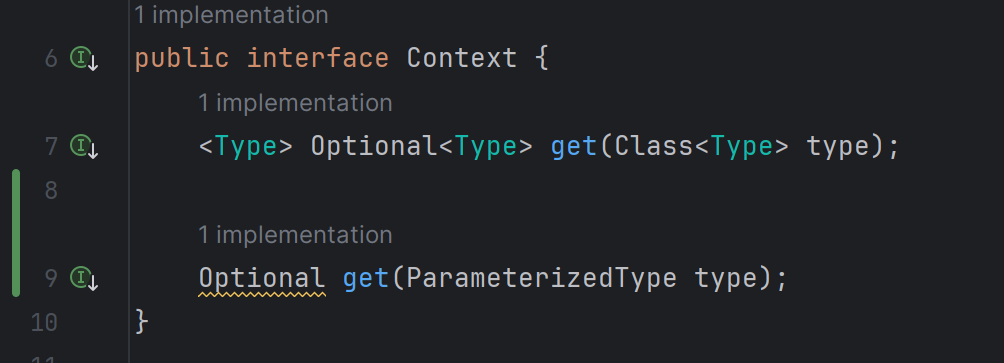 1 implementation
6 public interface Context {
1 implementation
7 <Type> Optional<Type> get(Class<Type> type);
8
1 implementation
9 Optional get(ParameterizedType type);
10 }